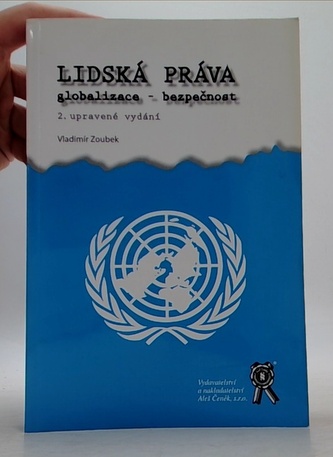 LIDSKÁ PRÁVA
globalizace - bezpečnost
2. upravené vydání
Vladimír Zoubek
Vydavatelství
a nakladatelství
Aleš Čeněk, s.r.o.